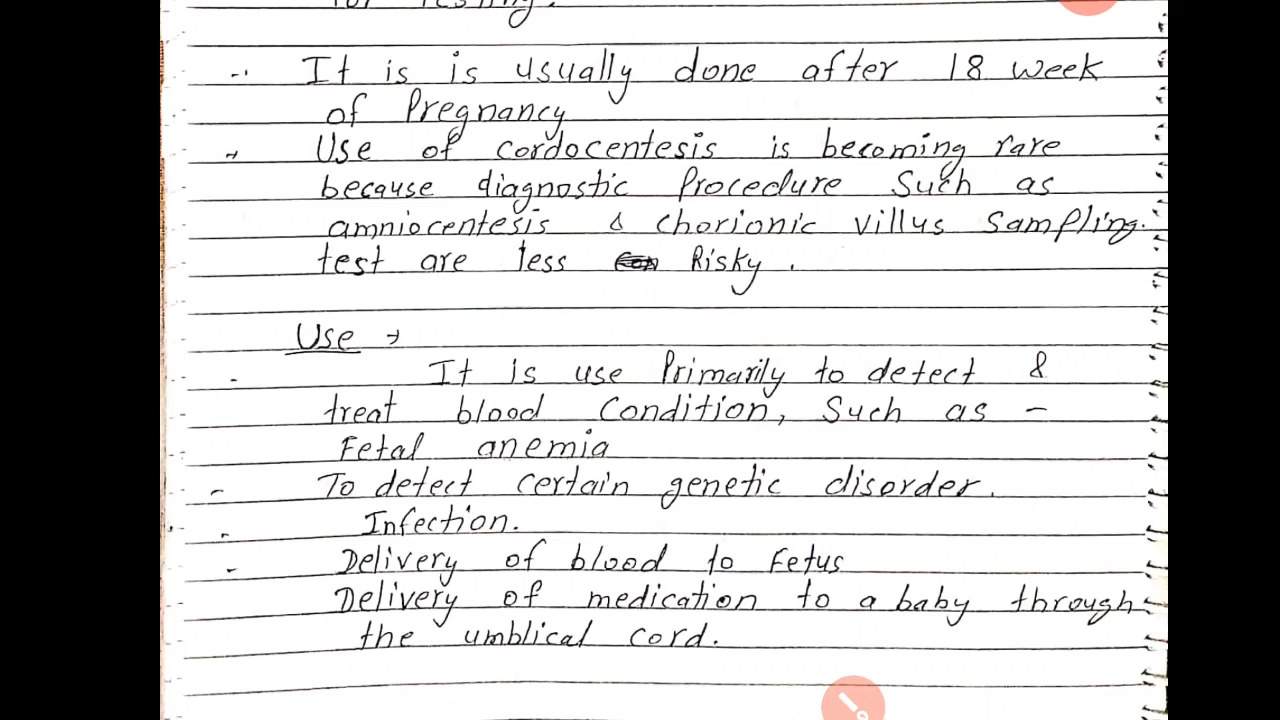 for testing.
It is is usually done after 18 week
of Pregnancy
Use of cordocentesis is becoming rare
because diagnostic Procedure Such as
amniocentesis & chorionic villus Sampling.
test are less Risky.
Use →
It is use Primarily to detect &
treat blood Condition, Such as -
Fetal anemia
- To detect certain genetic disorder.
- Infection.
- Delivery of blood to Fetus
Delivery of medication to a baby through
the umblical cord.